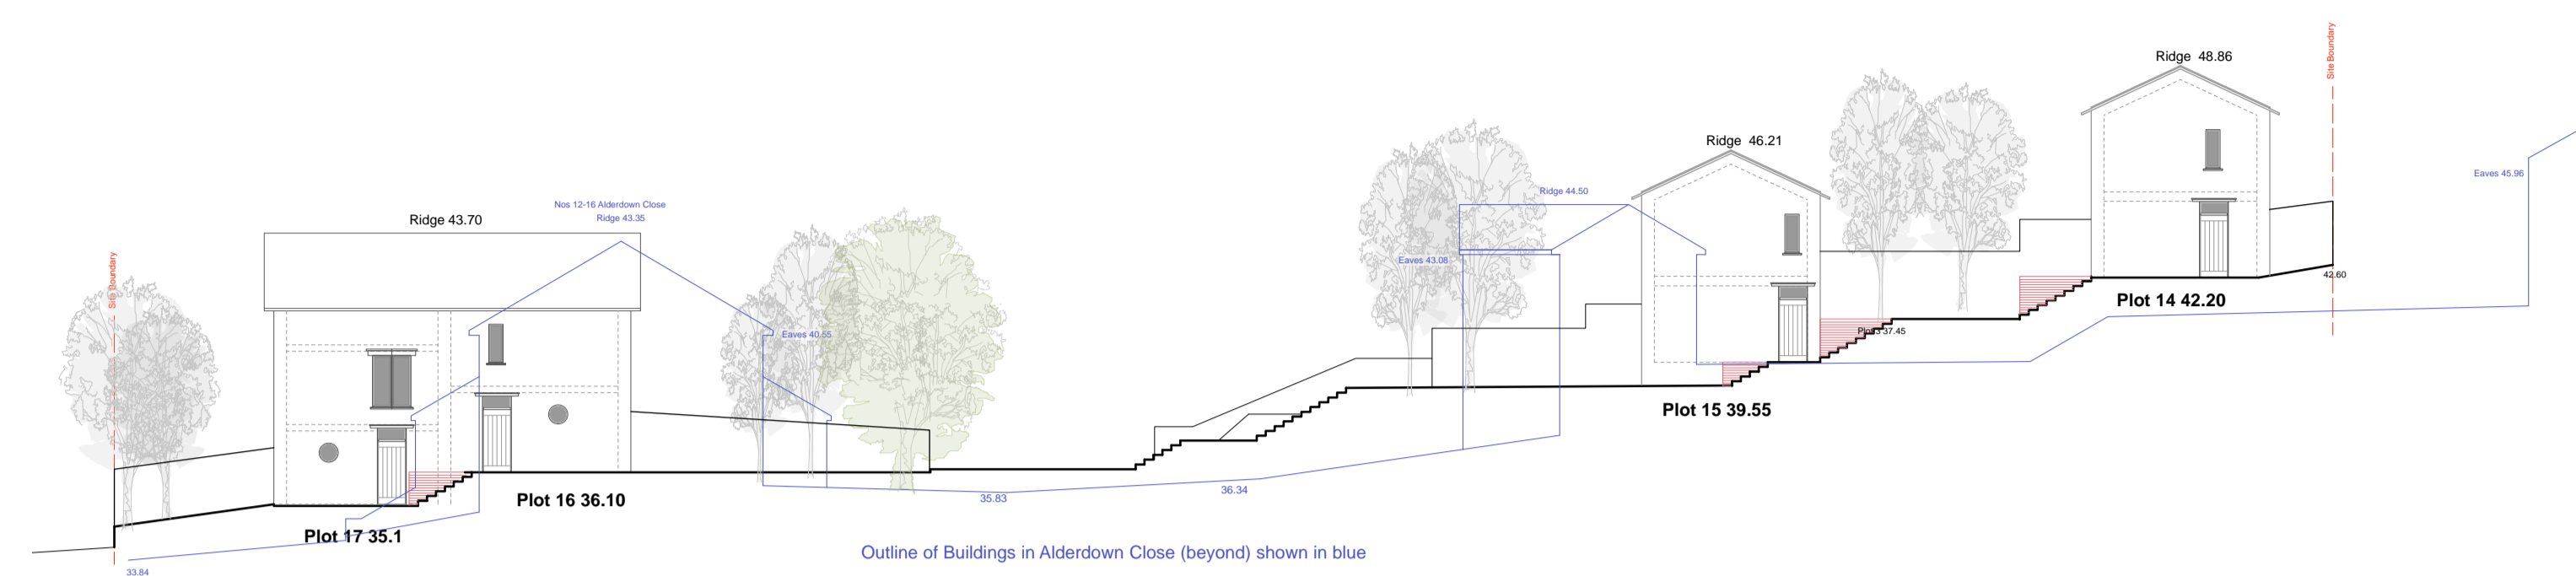 Site Boundary
Ridge 43.70
Nos 12-16 Alderdown Close
Ridge 43.35
Eaves 40.55
Plot 17 35.1
Plot 16 36.10
33.84
35.83
36.34
Outline of Buildings in Alderdown Close (beyond) shown in blue
Ridge 44.50
Eaves 43.08
Ridge 46.21
Plot 15 39.55
37.45
Ridge 48.86
Plot 14 42.20
Site Boundary
42.60
Eaves 45.96